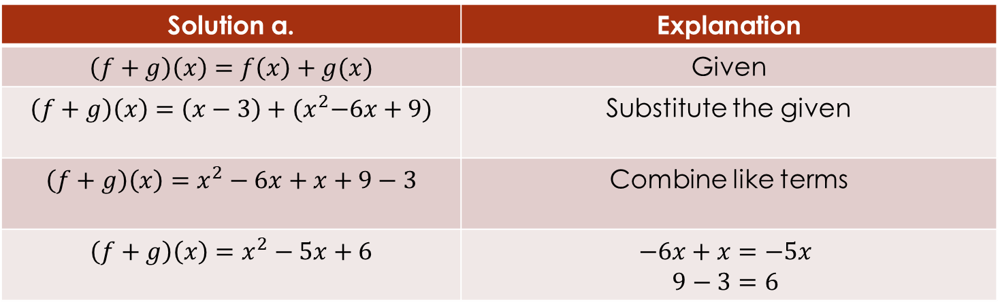 Solution a.
Explanation
(f + g)(x) = f(x) + g(x)
Given
(f + g)(x) = (x − 3) + (x²−6x + 9)
Substitute the given
(f + g)(x) = x² − 6x + x + 9 − 3
Combine like terms
(f + g)(x) = x² − 5x + 6
−6x + x = −5x
9 − 3 = 6